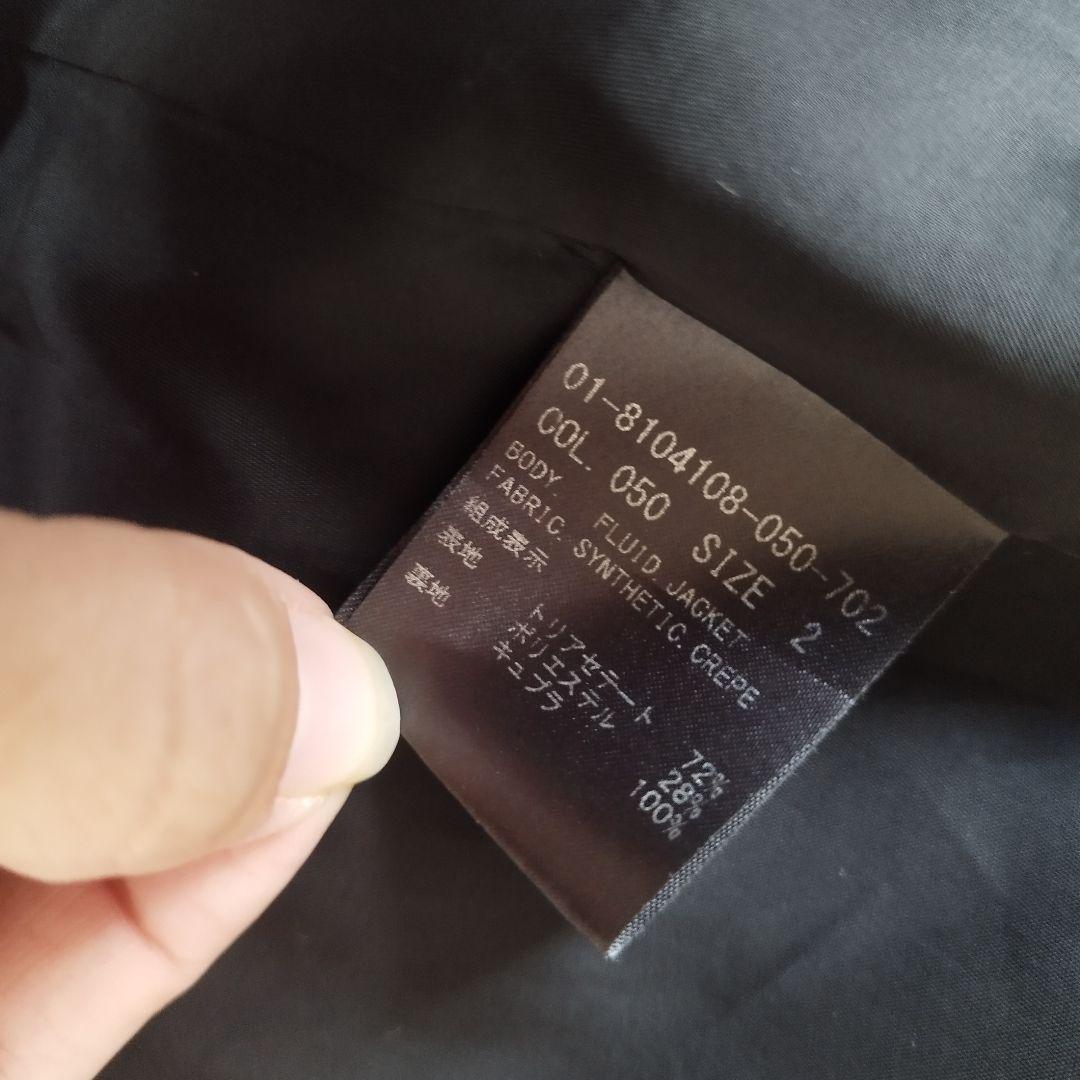 01-8104108-050-702
COL. 050 SIZE 2
BODY. FLUID JACKET
FABRIC. SYNTHETIC.CREPE
組成表示
表地 トリアセテート 72%
ポリエステル 28%
裏地 キュプラ 100%